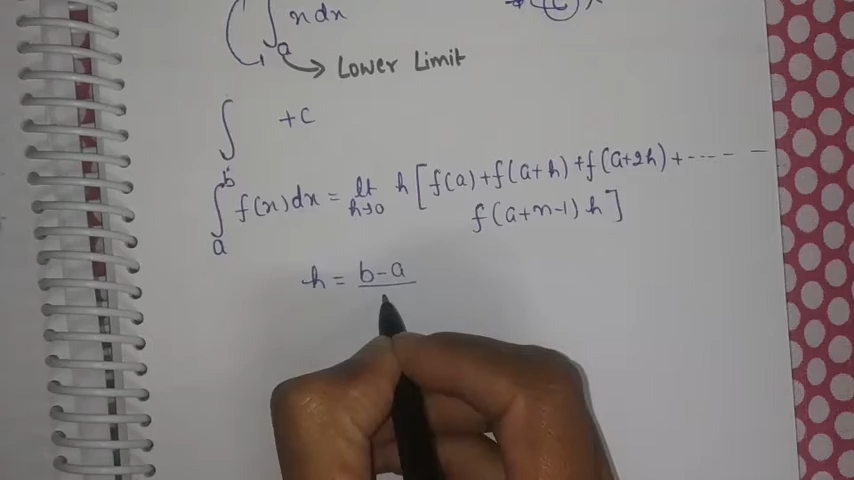 ∫ₐ x dx
Lower Limit
∫ +c
∫ₐᵇ f(x) dx = lt h→0 h[f(a)+f(a+h)+f(a+2h)+----- —
f(a+n-1)h]
h = b-a